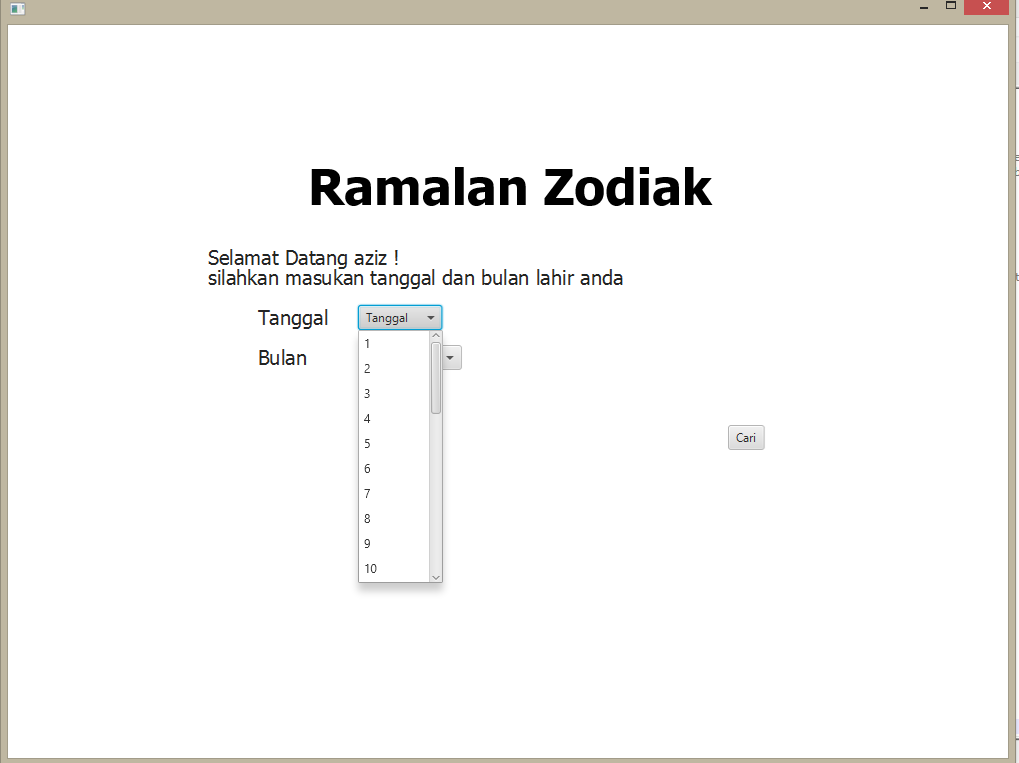 Ramalan Zodiak
Selamat Datang aziz !
silahkan masukan tanggal dan bulan lahir anda
Tanggal
Tanggal
1
Bulan
2
3
4
Cari
5
6
7
8
9
10